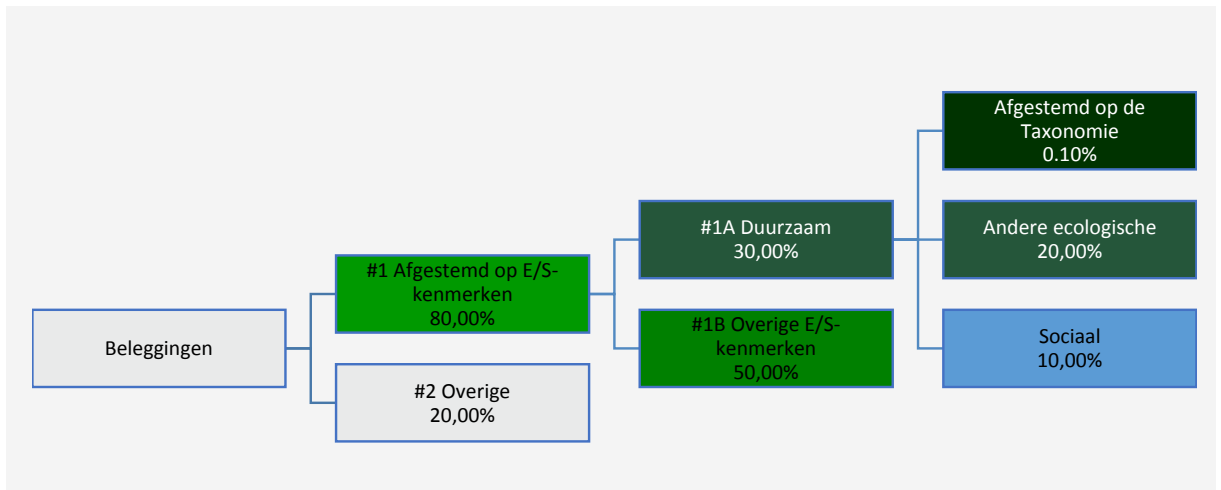 Beleggingen
#1 Afgestemd op E/S-
kenmerken
80,00%
#2 Overige
20,00%
#1A Duurzaam
30,00%
#1B Overige E/S-
kenmerken
50,00%
Afgestemd op de
Taxonomie
0.10%
Andere ecologische
20,00%
Sociaal
10,00%